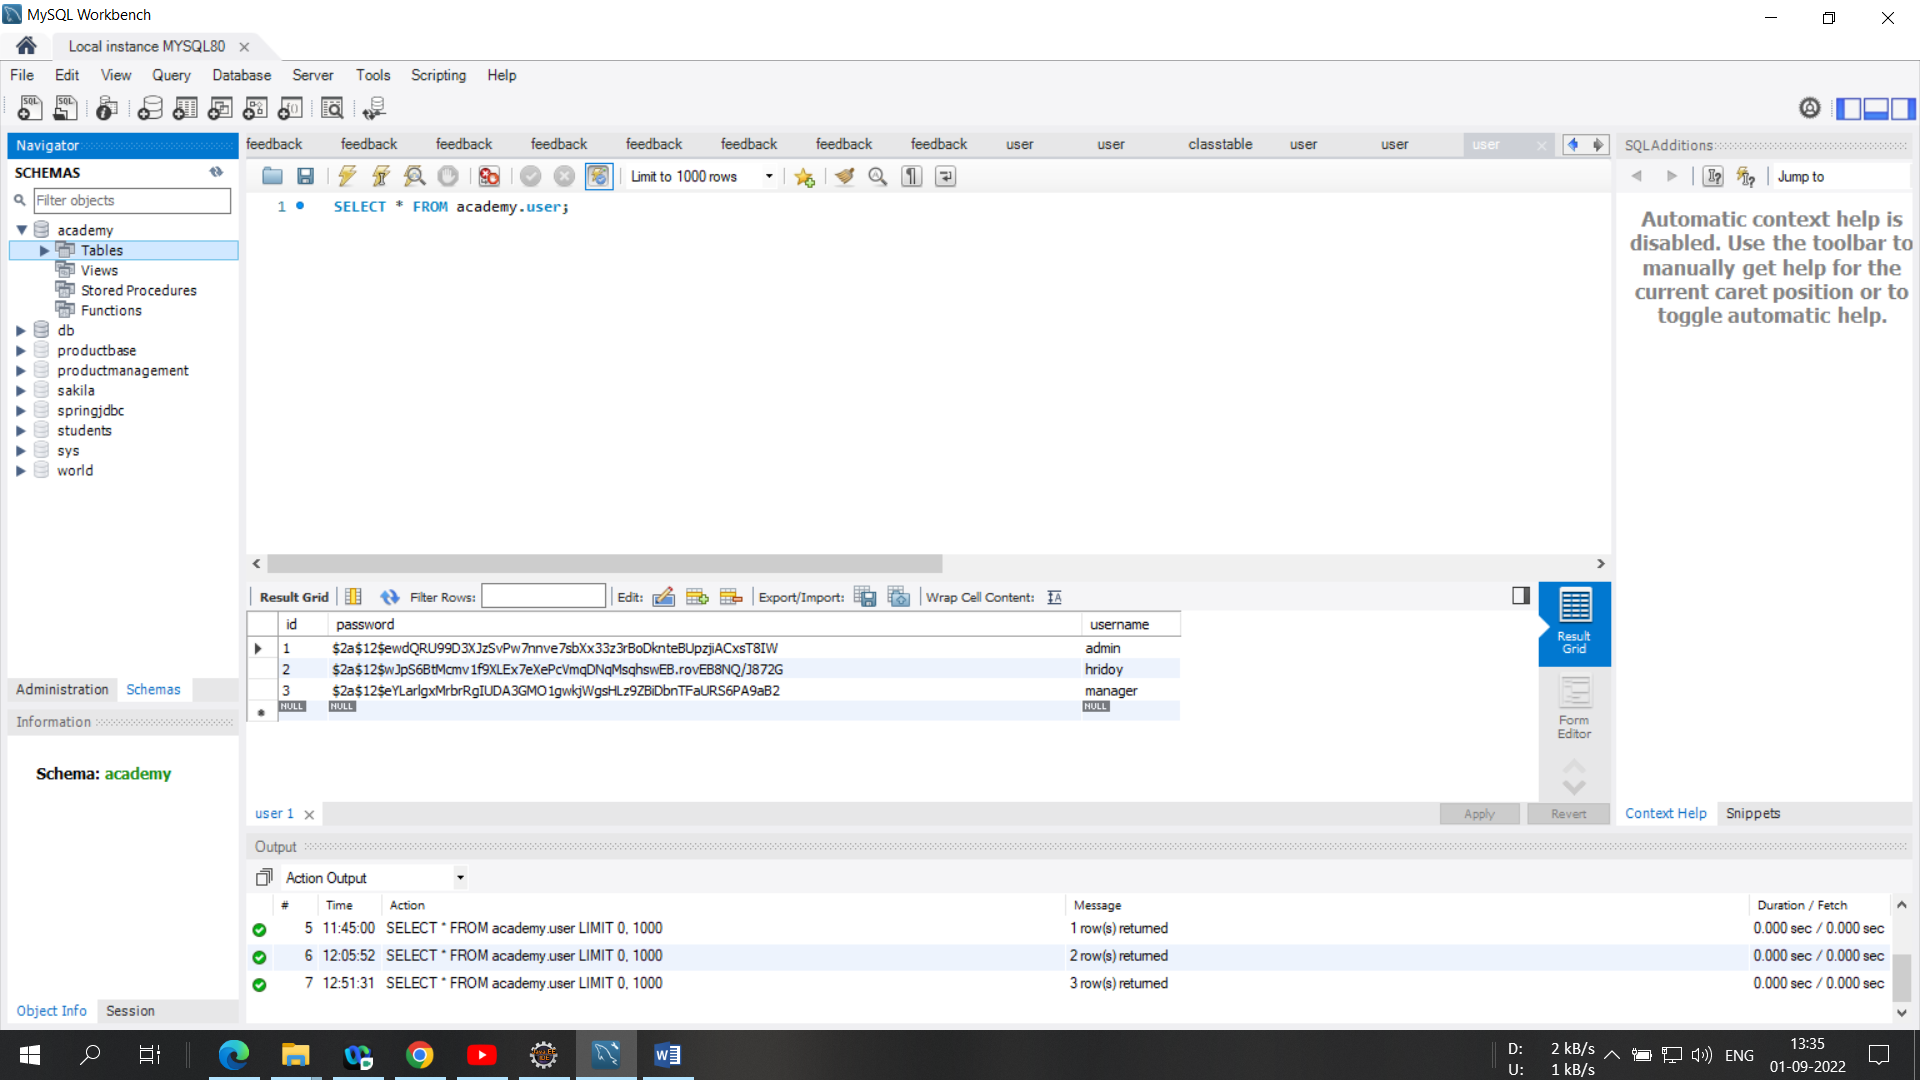 MySQL Workbench
Local instance MYSQL80
File Edit View Query Database Server Tools Scripting Help
Navigator
SCHEMAS
Filter objects
academy
Tables
Views
Stored Procedures
Functions
db
productbase
productmanagement
sakila
springjdbc
students
sys
world
Administration Schemas
Information
Schema: academy
Object Info Session
feedback feedback feedback feedback feedback feedback feedback feedback user user classtable user user user
Limit to 1000 rows
1 SELECT * FROM academy.user;
Result Grid Filter Rows: Edit: Export/Import: Wrap Cell Content:
id password username
1 $2a$12$ewdQRU99D3XJzSvPw7nnve7sbXx33z3rBoDknteBUpzjiACxsT8IW admin
2 $2a$12$wJpS6BtMcmv1f9XLEx7eXePcVmqDNqMsqhswEB.rovEB8NQ/J872G hridoy
3 $2a$12$eYLarlgxMrbrRgIUDA3GMO1gwkjWgsHLz9ZBiDbnTFaURS6PA9aB2 manager
NULL NULL NULL
Result Grid
Form Editor
user 1 Apply Revert
SQLAdditions
Jump to
Automatic context help is
disabled. Use the toolbar to
manually get help for the
current caret position or to
toggle automatic help.
Context Help Snippets
Output
Action Output
# Time Action Message Duration / Fetch
5 11:45:00 SELECT * FROM academy.user LIMIT 0, 1000 1 row(s) returned 0.000 sec / 0.000 sec
6 12:05:52 SELECT * FROM academy.user LIMIT 0, 1000 2 row(s) returned 0.000 sec / 0.000 sec
7 12:51:31 SELECT * FROM academy.user LIMIT 0, 1000 3 row(s) returned 0.000 sec / 0.000 sec
D: 2 kB/s
U: 1 kB/s
ENG
13:35
01-09-2022